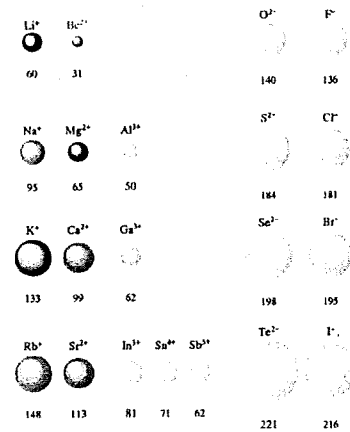 O²⁻ F⁻
Li⁺ Be²⁺
60 31 140 136
S²⁻ Cl⁻
Na⁺ Mg²⁺ Al³⁺
95 65 50 184 181
K⁺ Ca²⁺ Ga³⁺ Se²⁻ Br⁻
133 99 62 198 195
Rb⁺ Sr²⁺ In³⁺ Sn⁴⁺ Sb⁵⁺ Te²⁻ I⁻
148 113 81 71 62 221 216